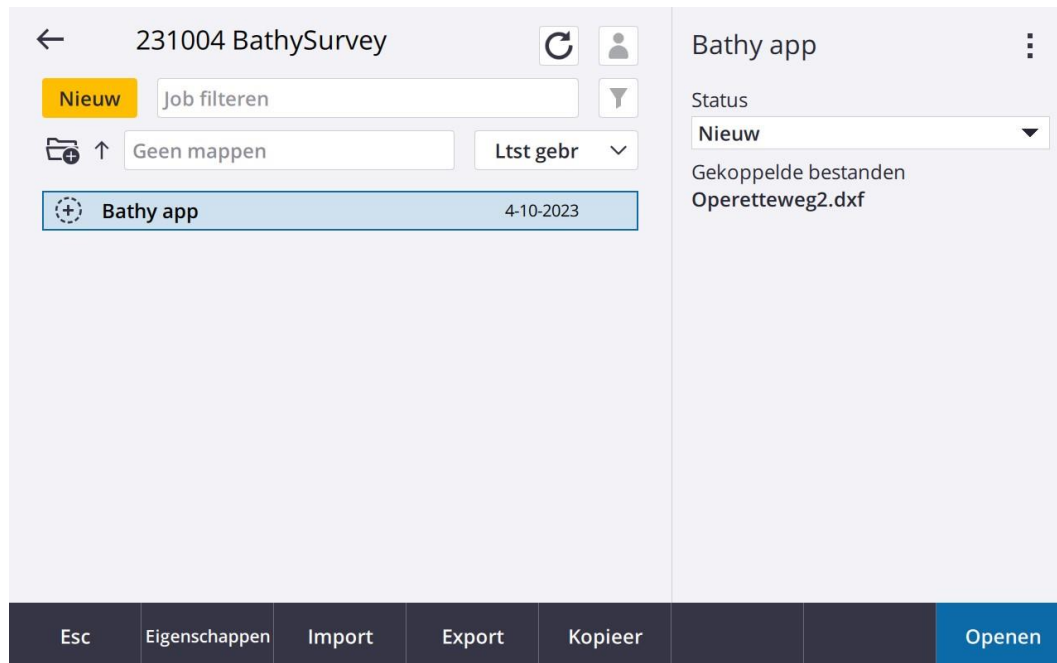 231004 BathySurvey
Nieuw
Job filteren
Geen mappen
Ltst gebr
Bathy app
4-10-2023
Bathy app
Status
Nieuw
Gekoppelde bestanden
Operetteweg2.dxf
Esc
Eigenschappen
Import
Export
Kopieer
Openen